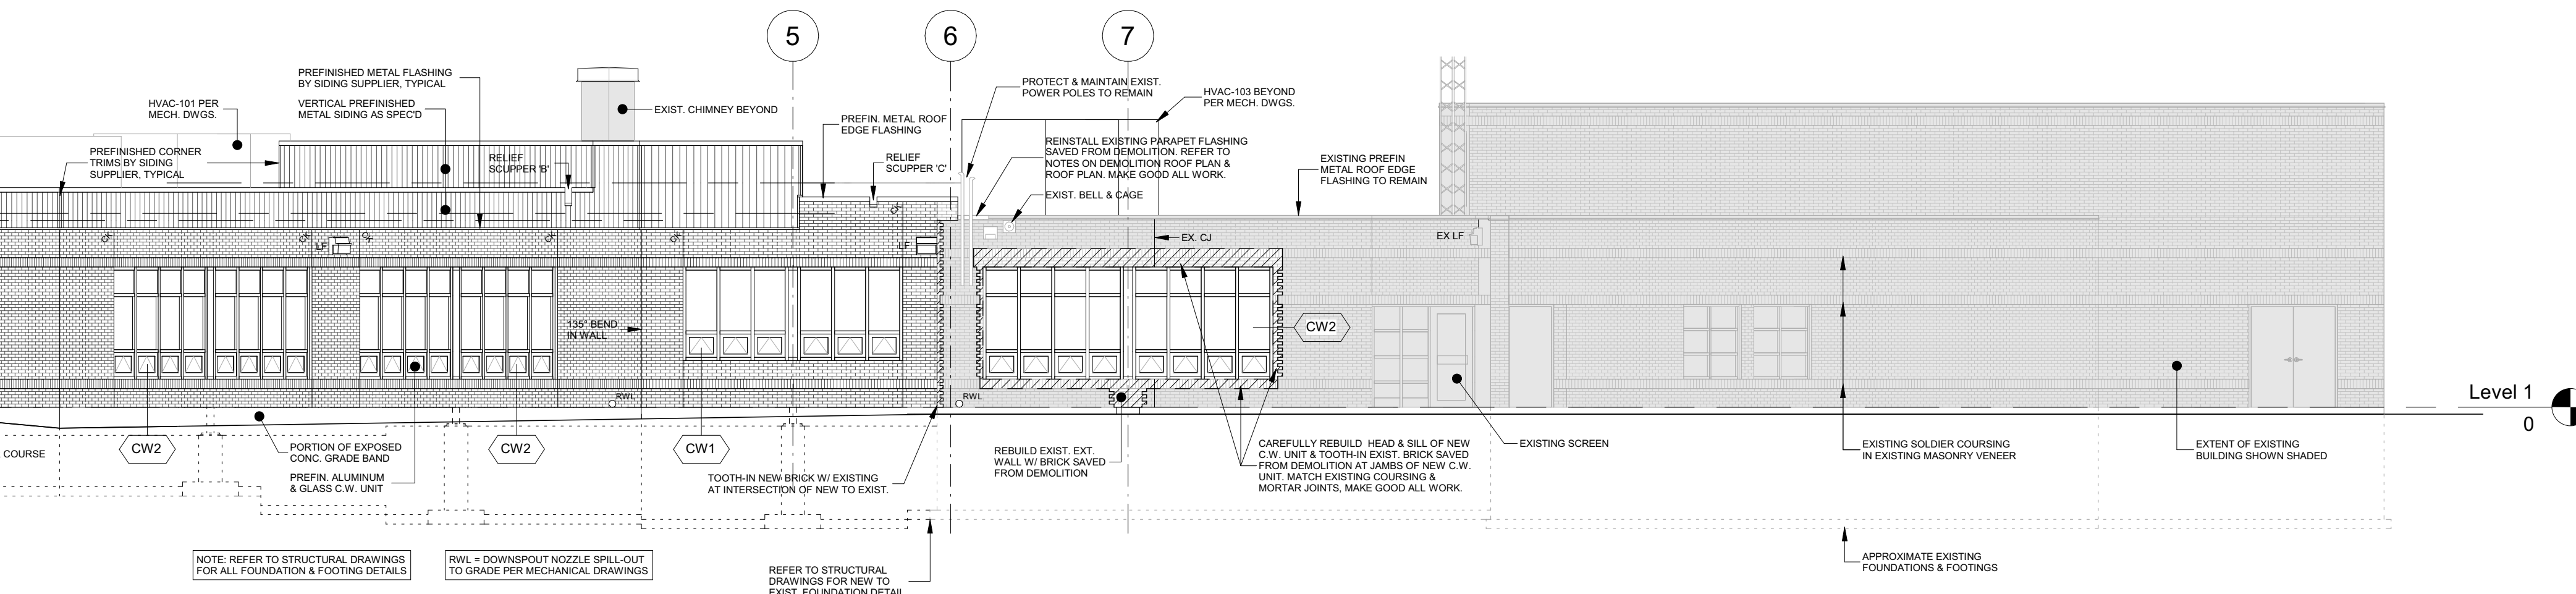 5
6
7
PREFINISHED METAL FLASHING
BY SIDING SUPPLIER, TYPICAL
VERTICAL PREFINISHED
METAL SIDING AS SPEC'D
HVAC-101 PER
MECH. DWGS.
PREFINISHED CORNER
TRIMS BY SIDING
SUPPLIER, TYPICAL
EXIST. CHIMNEY BEYOND
RELIEF
SCUPPER 'B'
PREFIN. METAL ROOF
EDGE FLASHING
RELIEF
SCUPPER 'C'
PROTECT & MAINTAIN EXIST.
POWER POLES TO REMAIN
HVAC-103 BEYOND
PER MECH. DWGS.
REINSTALL EXISTING PARAPET FLASHING
SAVED FROM DEMOLITION. REFER TO
NOTES ON DEMOLITION ROOF PLAN &
ROOF PLAN. MAKE GOOD ALL WORK.
EXIST. BELL & CAGE
EXISTING PREFIN
METAL ROOF EDGE
FLASHING TO REMAIN
CJ
CJ
CJ
CJ
CJ
LF
LF
EX. CJ
EX LF
135° BEND
IN WALL
CW2
RWL
RWL
Level 1
0
COURSE
CW2
PORTION OF EXPOSED
CONC. GRADE BAND
PREFIN. ALUMINUM
& GLASS C.W. UNIT
CW2
CW1
TOOTH-IN NEW BRICK W/ EXISTING
AT INTERSECTION OF NEW TO EXIST.
REBUILD EXIST. EXT.
WALL W/ BRICK SAVED
FROM DEMOLITION
CAREFULLY REBUILD HEAD & SILL OF NEW
C.W. UNIT & TOOTH-IN EXIST. BRICK SAVED
FROM DEMOLITION AT JAMBS OF NEW C.W.
UNIT. MATCH EXISTING COURSING &
MORTAR JOINTS, MAKE GOOD ALL WORK.
EXISTING SCREEN
EXISTING SOLDIER COURSING
IN EXISTING MASONRY VENEER
EXTENT OF EXISTING
BUILDING SHOWN SHADED
NOTE: REFER TO STRUCTURAL DRAWINGS
FOR ALL FOUNDATION & FOOTING DETAILS
RWL = DOWNSPOUT NOZZLE SPILL-OUT
TO GRADE PER MECHANICAL DRAWINGS
REFER TO STRUCTURAL
DRAWINGS FOR NEW TO
EXIST. FOUNDATION DETAIL
APPROXIMATE EXISTING
FOUNDATIONS & FOOTINGS